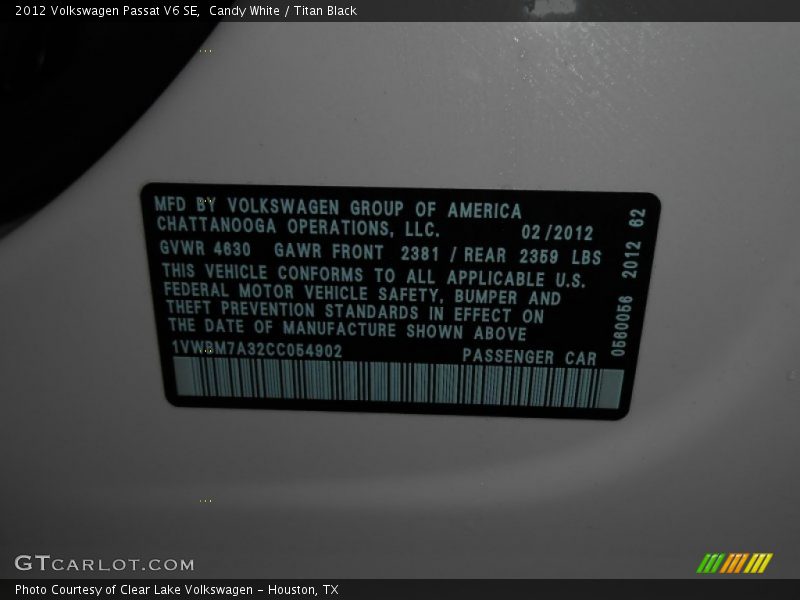 2012 Volkswagen Passat V6 SE, Candy White / Titan Black
MFD BY VOLKSWAGEN GROUP OF AMERICA
CHATTANOOGA OPERATIONS, LLC. 02/2012
GVWR 4630 GAWR FRONT 2381 / REAR 2359 LBS
THIS VEHICLE CONFORMS TO ALL APPLICABLE U.S.
FEDERAL MOTOR VEHICLE SAFETY, BUMPER AND
THEFT PREVENTION STANDARDS IN EFFECT ON
THE DATE OF MANUFACTURE SHOWN ABOVE
1VWBM7A32CC054902 PASSENGER CAR
0560056 2012 62
GTCARLOT.COM
Photo Courtesy of Clear Lake Volkswagen - Houston, TX